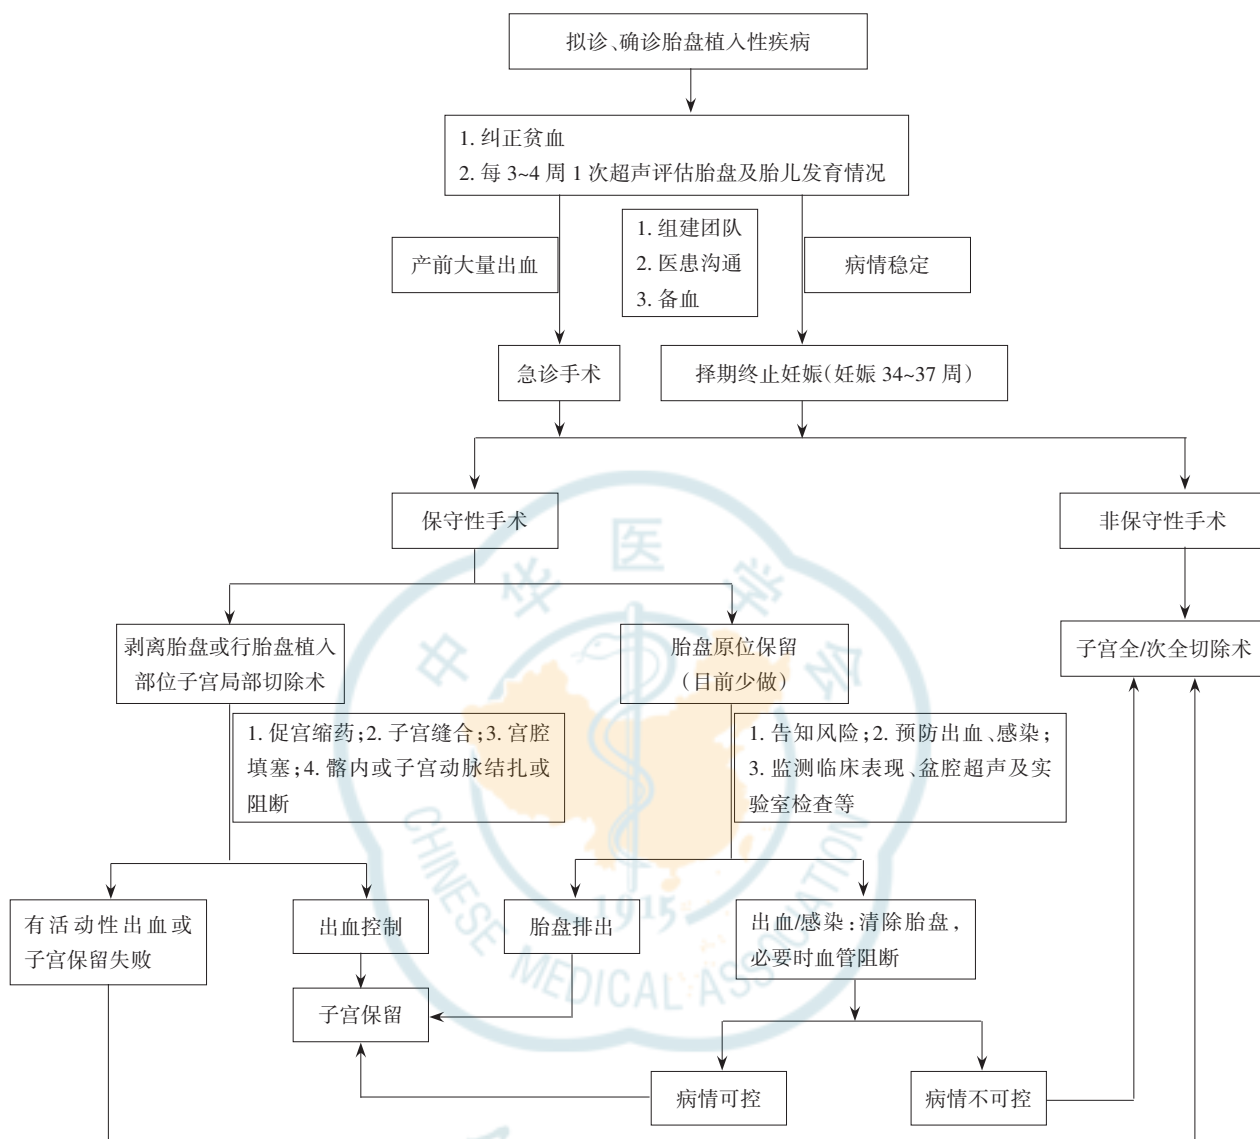 拟诊、确诊胎盘植入性疾病
1. 纠正贫血
2. 每 3~4 周 1 次超声评估胎盘及胎儿发育情况
产前大量出血
1. 组建团队
2. 医患沟通
3. 备血
病情稳定
急诊手术
择期终止妊娠(妊娠 34~37 周)
保守性手术
非保守性手术
剥离胎盘或行胎盘植入
部位子宫局部切除术
胎盘原位保留
(目前少做)
子宫全/次全切除术
1. 促宫缩药;2. 子宫缝合;3. 宫腔
填塞;4. 髂内或子宫动脉结扎或
阻断
1. 告知风险;2. 预防出血、感染;
3. 监测临床表现、盆腔超声及实
验室检查等
有活动性出血或
子宫保留失败
出血控制
胎盘排出
出血/感染:清除胎盘,
必要时血管阻断
子宫保留
病情可控
病情不可控
中华医学会
CHINESE MEDICAL ASSOCIATION
1915